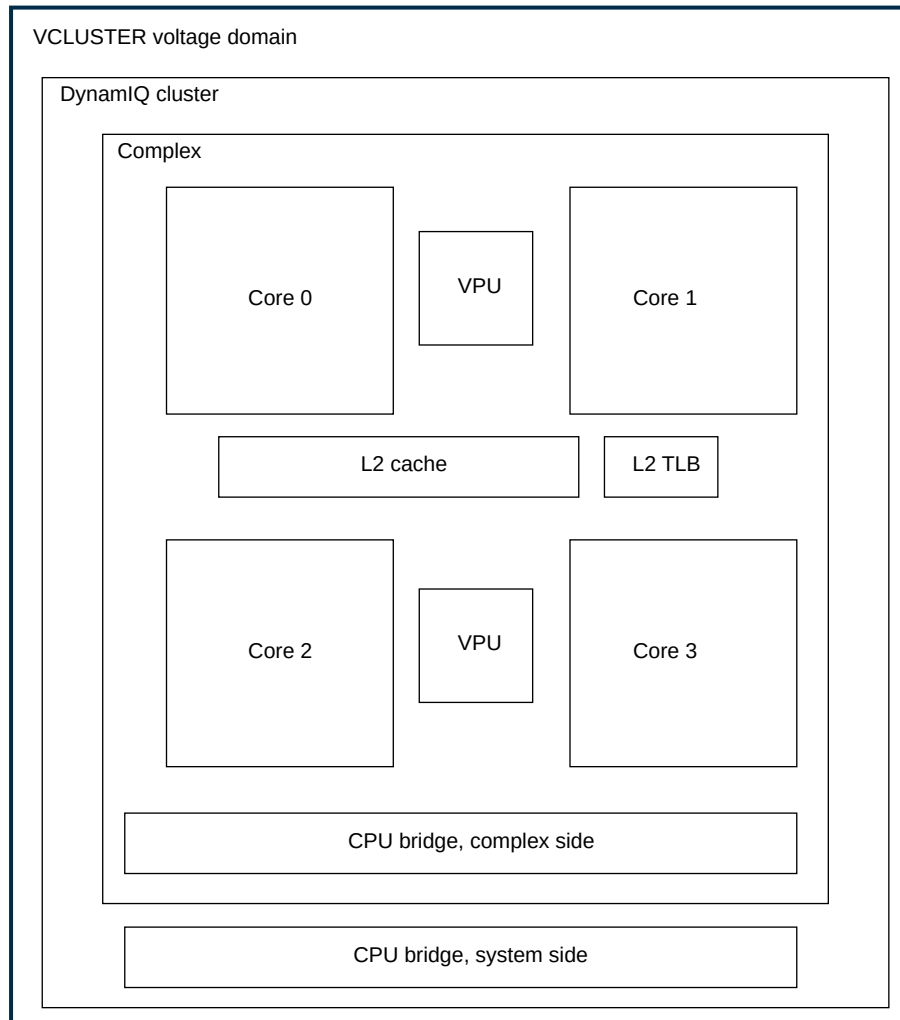 VCLUSTER voltage domain
DynamIQ cluster
Complex
Core 0
VPU
Core 1
L2 cache
L2 TLB
Core 2
VPU
Core 3
CPU bridge, complex side
CPU bridge, system side